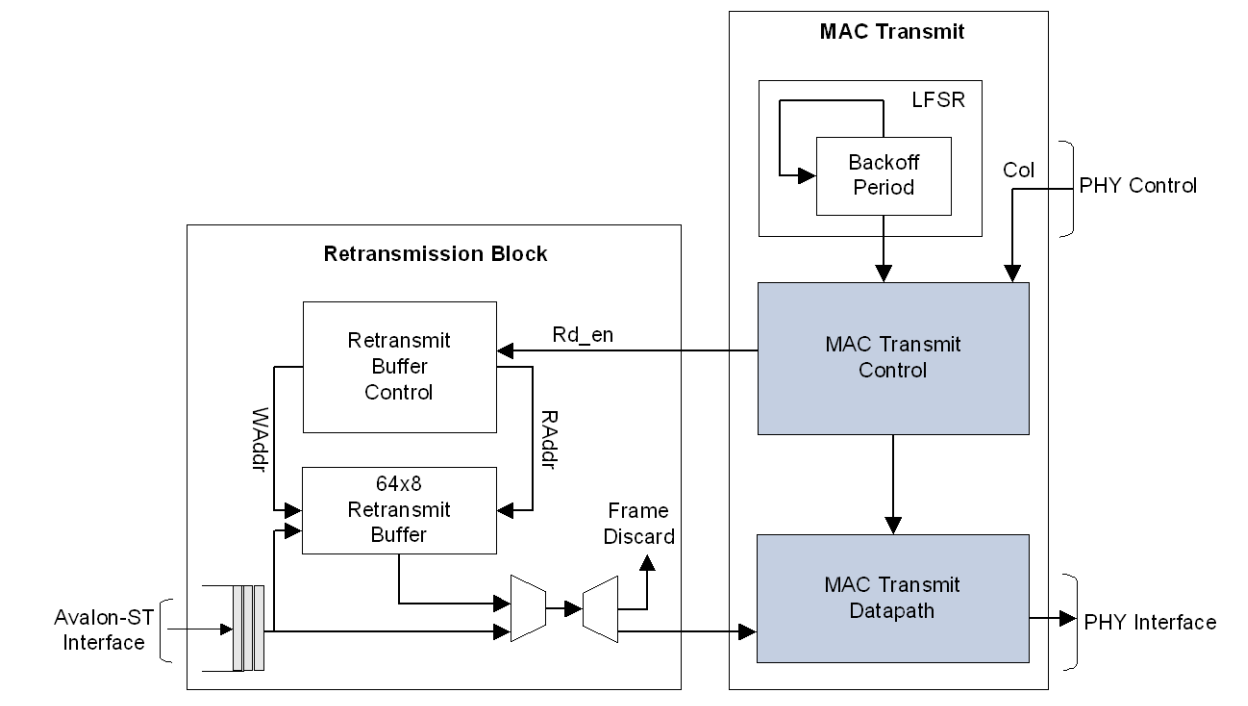 MAC Transmit
LFSR
Backoff
Period
Col
PHY Control
Retransmission Block
Retransmit
Buffer
Control
Rd_en
MAC Transmit
Control
WAddr
RAddr
64x8
Retransmit
Buffer
Frame
Discard
MAC Transmit
Datapath
Avalon-ST
Interface
PHY Interface